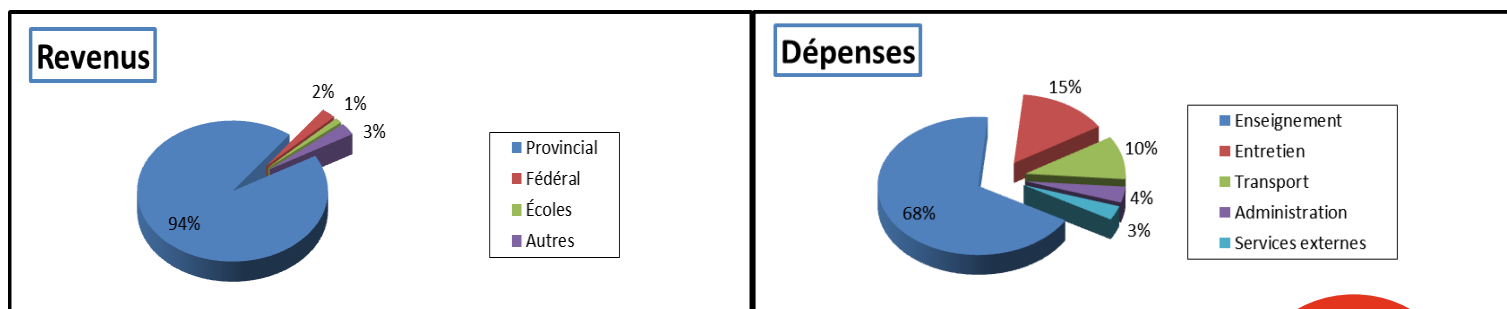 Revenus
2%
1%
3%
94%
Provincial
Fédéral
Écoles
Autres
Dépenses
15%
10%
4%
3%
68%
Enseignement
Entretien
Transport
Administration
Services externes